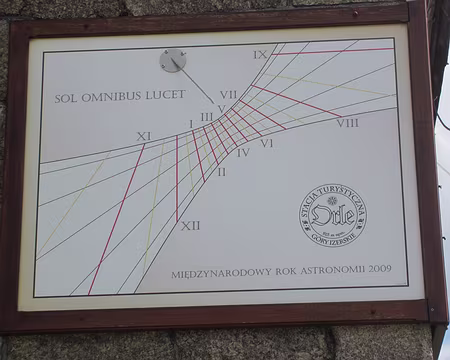 IX
SOL OMNIBUS LUCET
VII
V
III
I
XI
VIII
VI
IV
II
XII
STACJA TURYSTYCZNA
Orle
GÓRY IZERSKIE
MIĘDZYNARODOWY ROK ASTRONOMII 2009